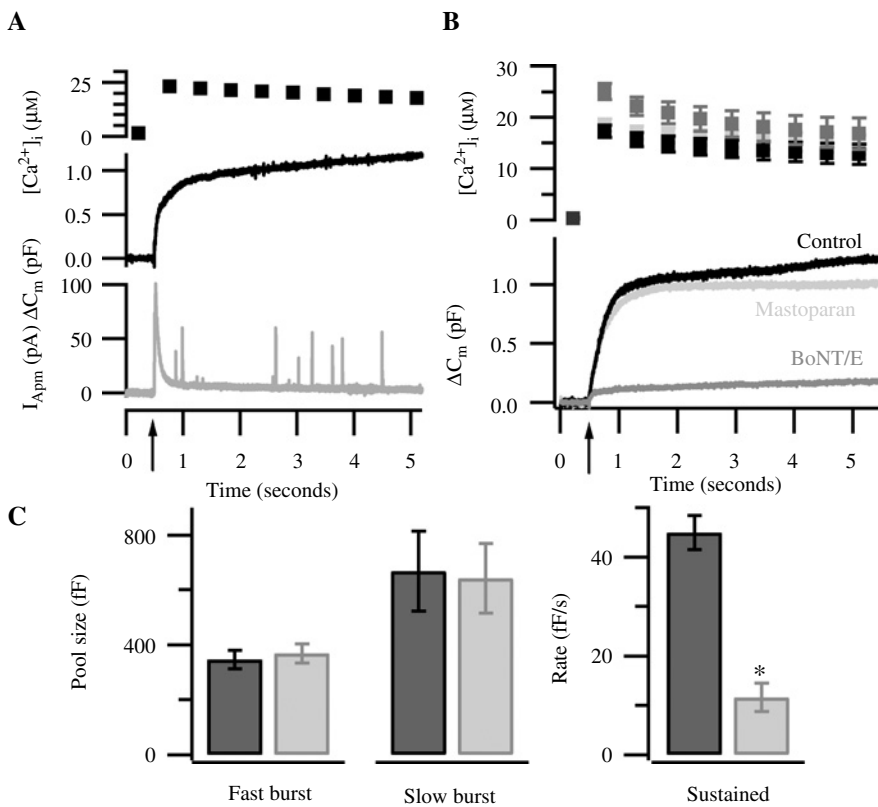 A
25
0
[Ca2+]i (μM)
1.0
0.5
0.0
ΔCm (pF)
100
50
0
IApm (pA)
0 1 2 3 4 5
Time (seconds)
B
30
20
10
0
[Ca2+]i (μM)
Control
Mastoparan
BoNT/E
1.0
0.5
0.0
ΔCm (pF)
0 1 2 3 4 5
Time (seconds)
C
800
400
0
Pool size (fF)
Fast burst
Slow burst
40
20
0
Rate (fF/s)
*
Sustained